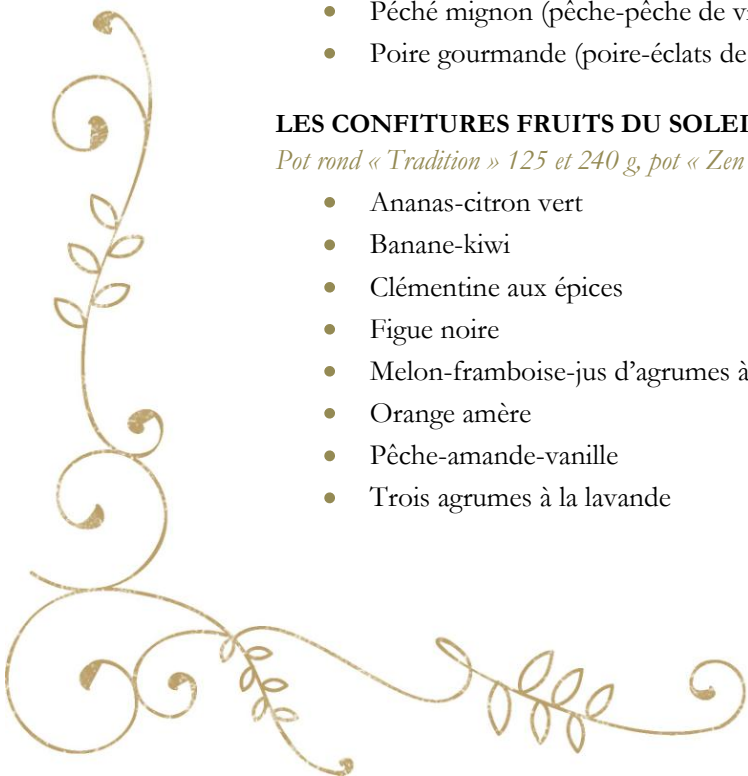 Péché mignon (pêche-pêche de
Poire gourmande (poire-éclats de
LES CONFITURES FRUITS DU
Pot rond « Tradition » 125 et 240 g, pot « Zen
Ananas-citron vert
Banane-kiwi
Clémentine aux épices
Figue noire
Melon-framboise-jus d’agrumes à
Orange amère
Pêche-amande-vanille
Trois agrumes à la lavande